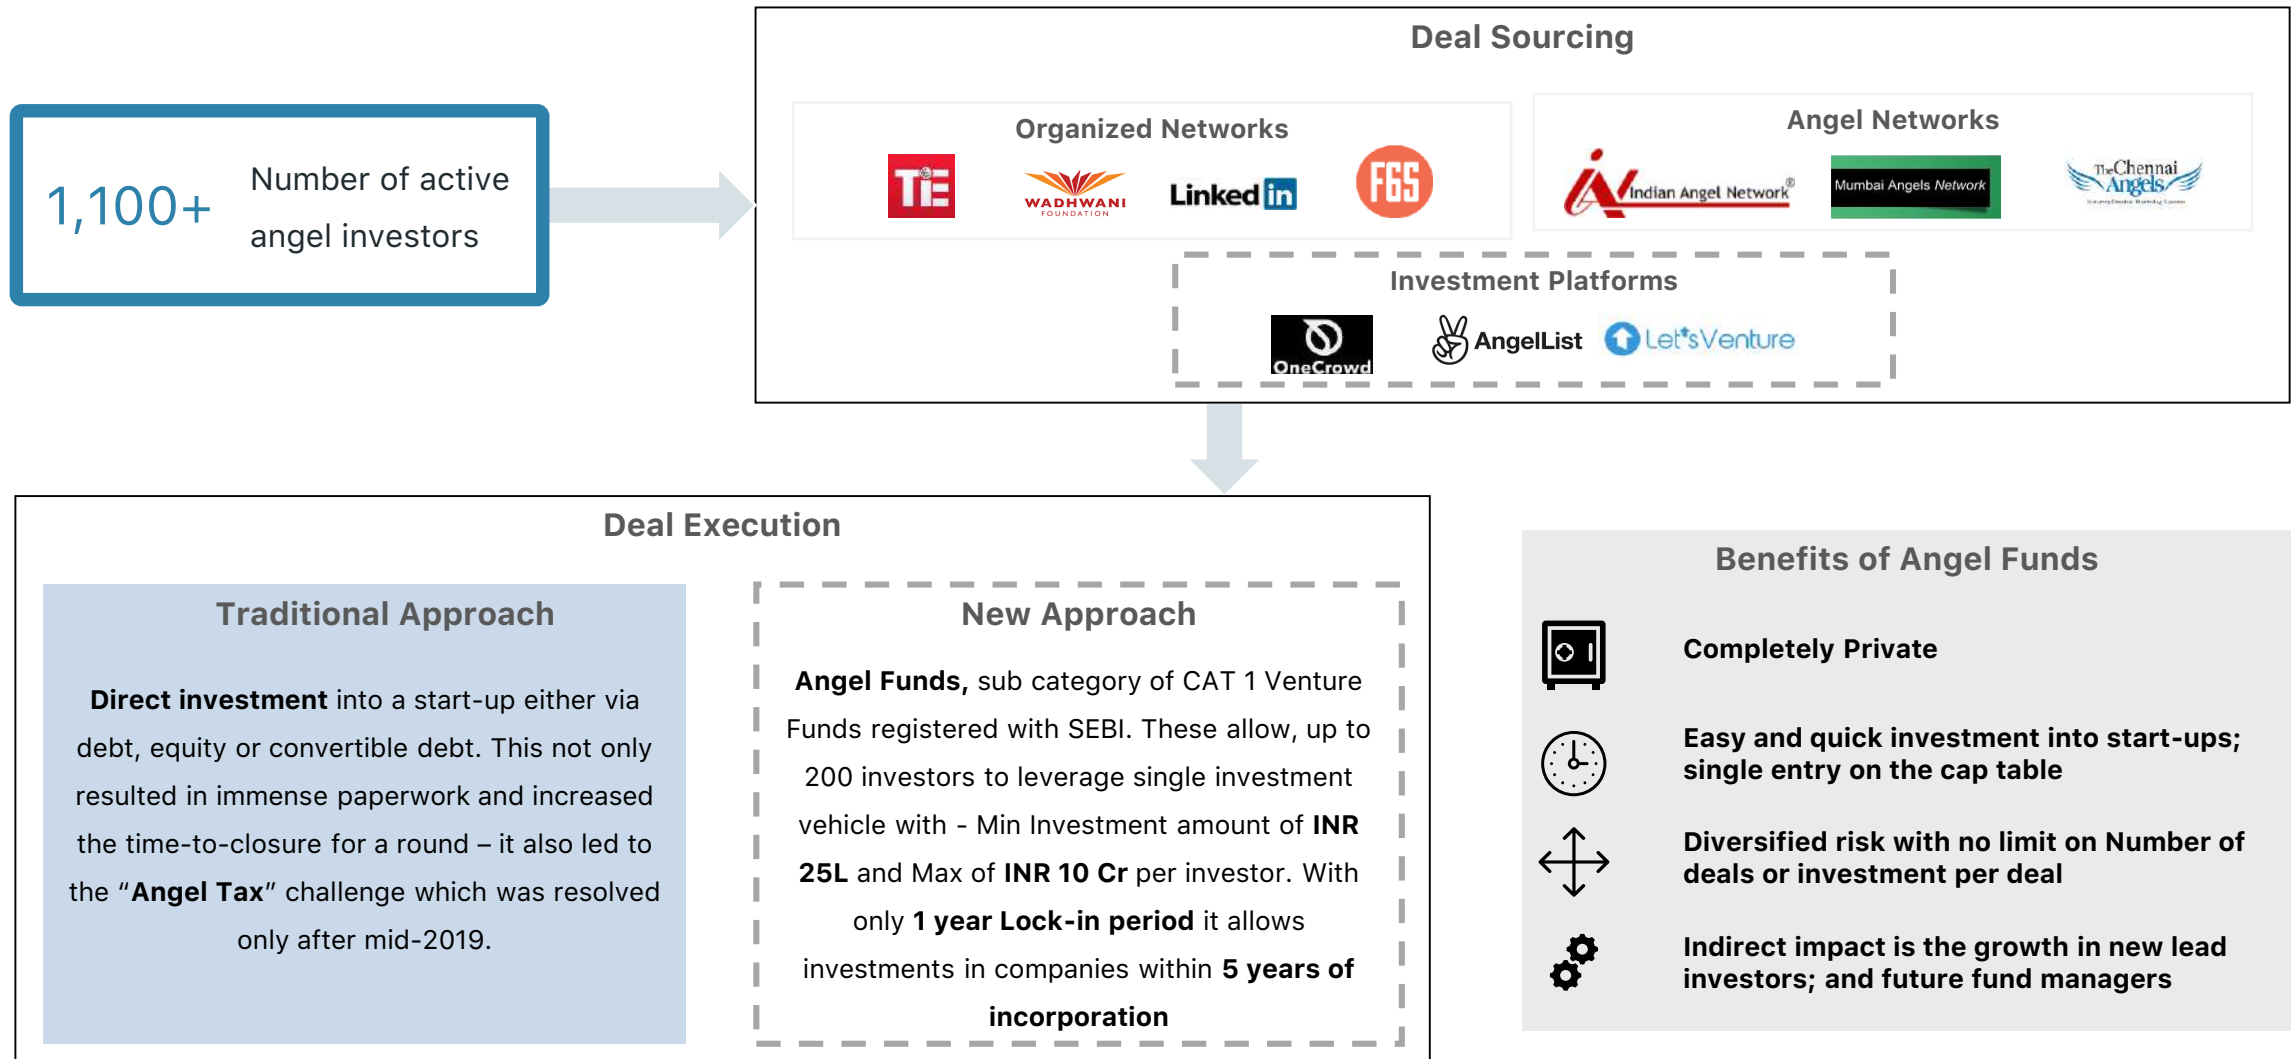 Deal Sourcing
1,100+
Number of active
angel investors
Organized Networks
TiE
WADHWANI
FOUNDATION
Linked in
F6S
Angel Networks
Indian Angel Network®
Mumbai Angels Network
The Chennai
Angels
Investment Platforms
OneCrowd
AngelList
Let'sVenture
Deal Execution
Traditional Approach
Direct investment into a start-up either via
debt, equity or convertible debt. This not only
resulted in immense paperwork and increased
the time-to-closure for a round – it also led to
the “Angel Tax” challenge which was resolved
only after mid-2019.
New Approach
Angel Funds, sub category of CAT 1 Venture
Funds registered with SEBI. These allow, up to
200 investors to leverage single investment
vehicle with - Min Investment amount of INR
25L and Max of INR 10 Cr per investor. With
only 1 year Lock-in period it allows
investments in companies within 5 years of
incorporation
Benefits of Angel Funds
Completely Private
Easy and quick investment into start-ups;
single entry on the cap table
Diversified risk with no limit on Number of
deals or investment per deal
Indirect impact is the growth in new lead
investors; and future fund managers